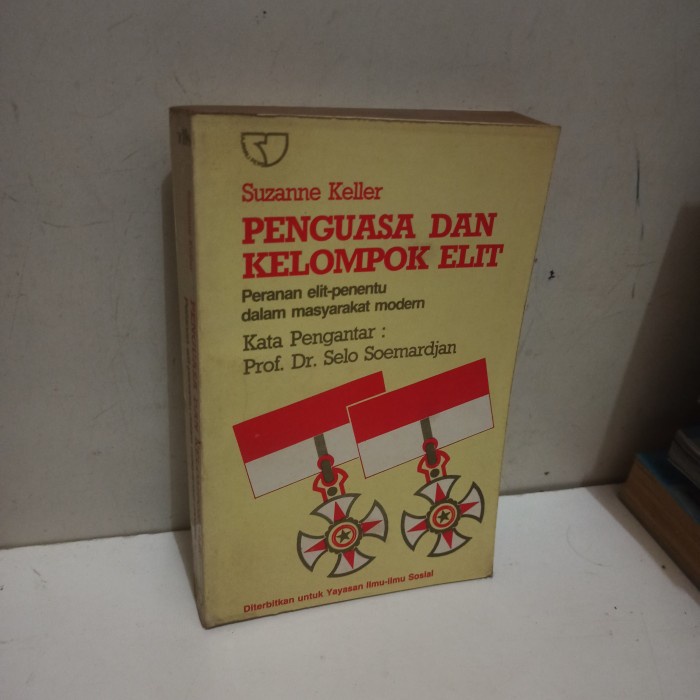 Suzanne Keller
PENGUASA DAN
KELOMPOK ELIT
Peranan elit-penentu
dalam masyarakat modern
Kata Pengantar :
Prof. Dr. Selo Soemardjan
Diterbitkan untuk Yayasan Ilmu-ilmu Sosial